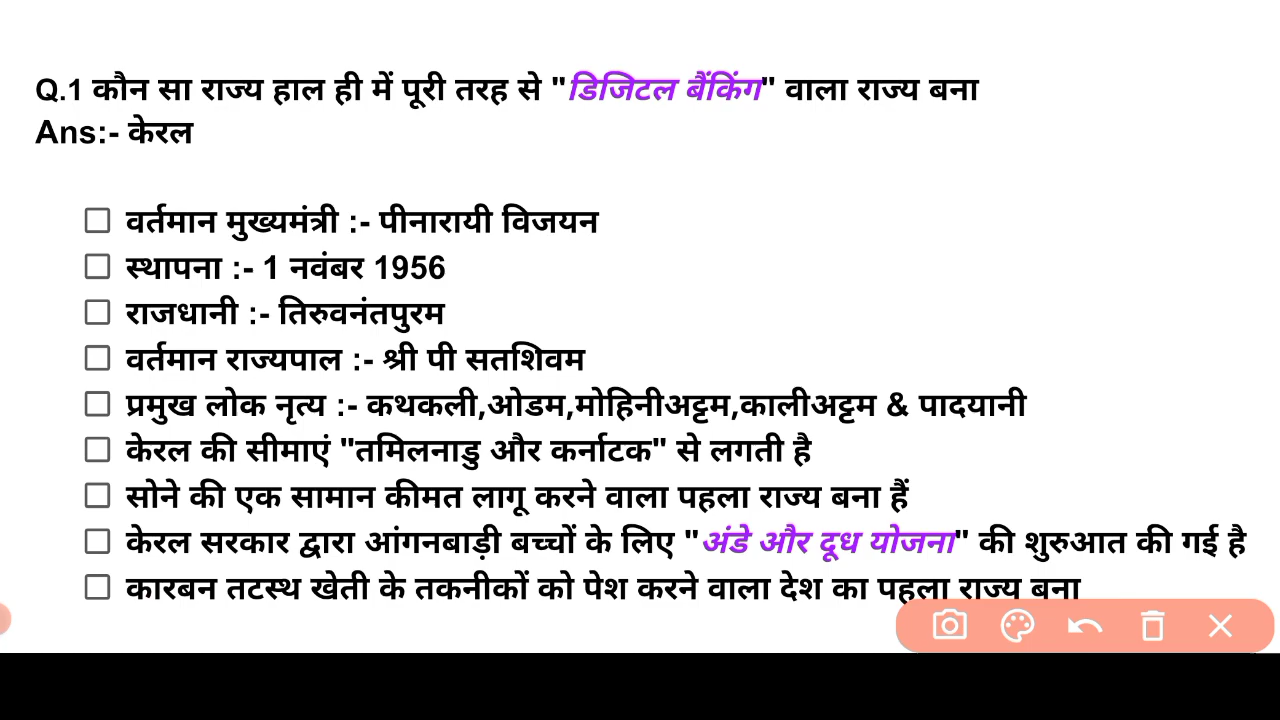 Q.1 कौन सा राज्य हाल ही में पूरी तरह से "डिजिटल बैंकिंग" वाला राज्य बना
Ans:- केरल
वर्तमान मुख्यमंत्री :- पीनारायी विजयन
स्थापना :- 1 नवंबर 1956
राजधानी :- तिरुवनंतपुरम
वर्तमान राज्यपाल :- श्री पी सतशिवम
प्रमुख लोक नृत्य :- कथकली,ओडम,मोहिनीअट्टम,कालीअट्टम & पादयानी
केरल की सीमाएं "तमिलनाडु और कर्नाटक" से लगती है
सोने की एक सामान कीमत लागू करने वाला पहला राज्य बना हैं
केरल सरकार द्वारा आंगनबाड़ी बच्चों के लिए "अंडे और दूध योजना" की शुरुआत की गई है
कारबन तटस्थ खेती के तकनीकों को पेश करने वाला देश का पहला राज्य बना